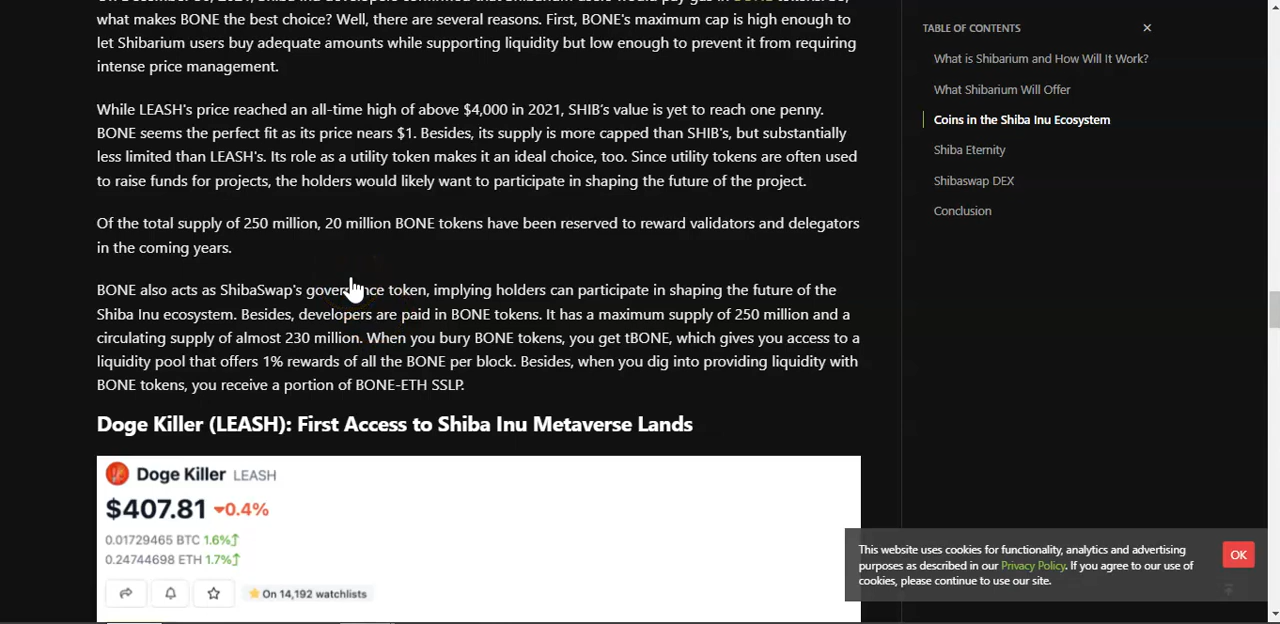 what makes BONE the best choice? Well, there are several reasons. First, BONE's maximum cap is high enough to
let Shibarium users buy adequate amounts while supporting liquidity but low enough to prevent it from requiring
intense price management.
While LEASH's price reached an all-time high of above $4,000 in 2021, SHIB's value is yet to reach one penny.
BONE seems the perfect fit as its price nears $1. Besides, its supply is more capped than SHIB's, but substantially
less limited than LEASH's. Its role as a utility token makes it an ideal choice, too. Since utility tokens are often used
to raise funds for projects, the holders would likely want to participate in shaping the future of the project.
Of the total supply of 250 million, 20 million BONE tokens have been reserved to reward validators and delegators
in the coming years.
BONE also acts as ShibaSwap's governance token, implying holders can participate in shaping the future of the
Shiba Inu ecosystem. Besides, developers are paid in BONE tokens. It has a maximum supply of 250 million and a
circulating supply of almost 230 million. When you bury BONE tokens, you get tBONE, which gives you access to a
liquidity pool that offers 1% rewards of all the BONE per block. Besides, when you dig into providing liquidity with
BONE tokens, you receive a portion of BONE-ETH SSLP.
Doge Killer (LEASH): First Access to Shiba Inu Metaverse Lands
Doge Killer LEASH
$407.81 0.4%
0.01729465 BTC 1.6%
0.24744698 ETH 1.7%
On 14,192 watchlists
TABLE OF CONTENTS
What is Shibarium and How Will It Work?
What Shibarium Will Offer
Coins in the Shiba Inu Ecosystem
Shiba Eternity
Shibaswap DEX
Conclusion
This website uses cookies for functionality, analytics and advertising
purposes as described in our Privacy Policy. If you agree to our use of
cookies, please continue to use our site.
OK